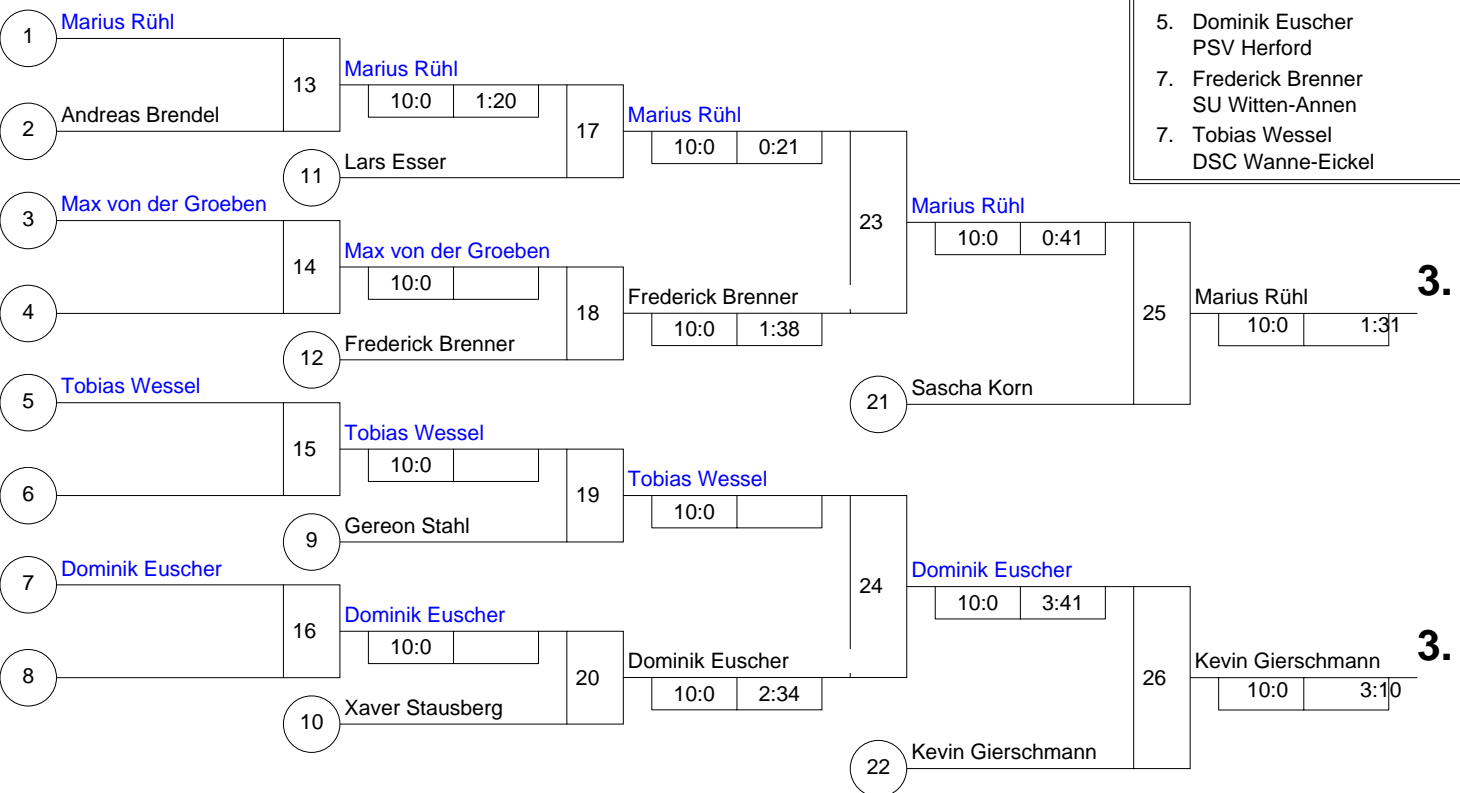 5. Dominik Euscher
PSV Herford
7. Frederick Brenner
SU Witten-Annen
7. Tobias Wessel
DSC Wanne-Eickel
1 Marius Rühl
2 Andreas Brendel
3 Max von der Groeben
4
5 Tobias Wessel
6
7 Dominik Euscher
8
13 Marius Rühl
10:0 1:20
11 Lars Esser
14 Max von der Groeben
10:0
12 Frederick Brenner
15 Tobias Wessel
10:0
9 Gereon Stahl
16 Dominik Euscher
10:0
10 Xaver Stausberg
17 Marius Rühl
10:0 0:21
18 Frederick Brenner
10:0 1:38
19 Tobias Wessel
10:0
20 Dominik Euscher
10:0 2:34
23 Marius Rühl
10:0 0:41
21 Sascha Korn
24 Dominik Euscher
10:0 3:41
22 Kevin Gierschmann
25 Marius Rühl 3.
10:0 1:31
26 Kevin Gierschmann 3.
10:0 3:10